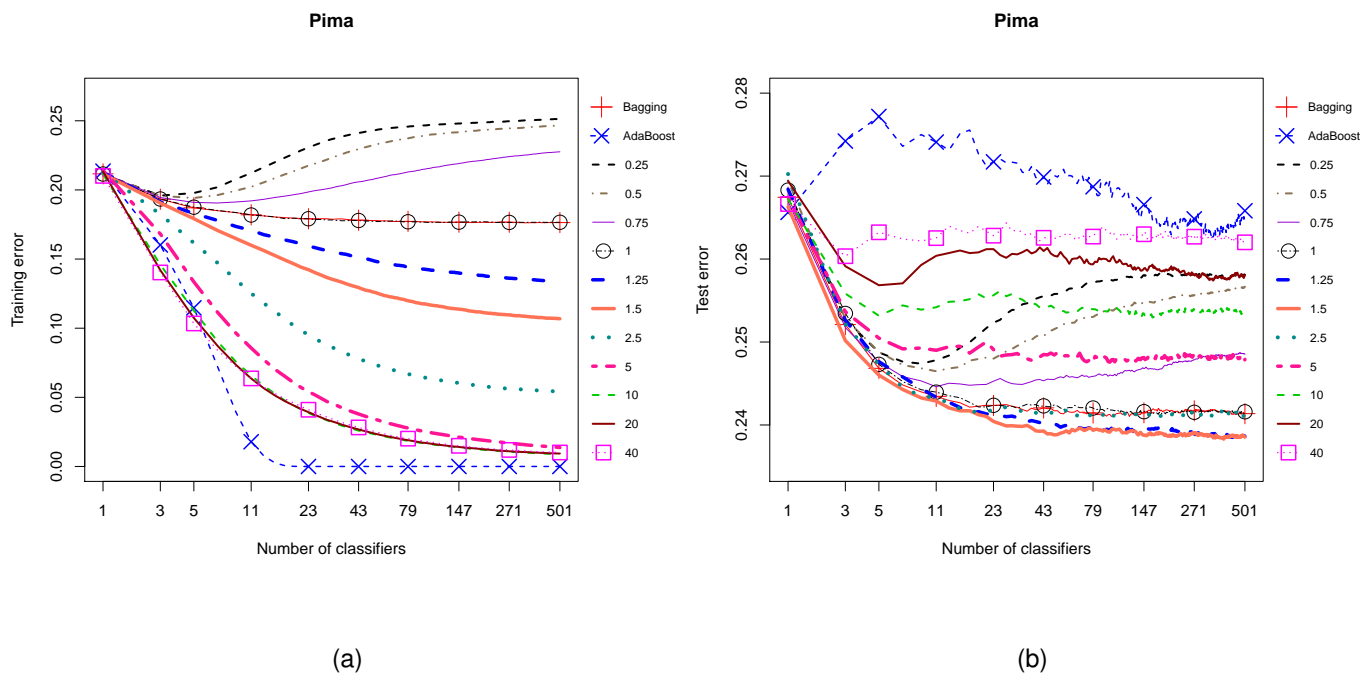 Pima
Training error
0.25
0.20
0.15
0.10
0.05
0.00
1 3 5 11 23 43 79 147 271 501
Number of classifiers
Bagging
AdaBoost
0.25
0.5
0.75
1
1.25
1.5
2.5
5
10
20
40
(a)
Pima
Test error
0.28
0.27
0.26
0.25
0.24
1 3 5 11 23 43 79 147 271 501
Number of classifiers
Bagging
AdaBoost
0.25
0.5
0.75
1
1.25
1.5
2.5
5
10
20
40
(b)